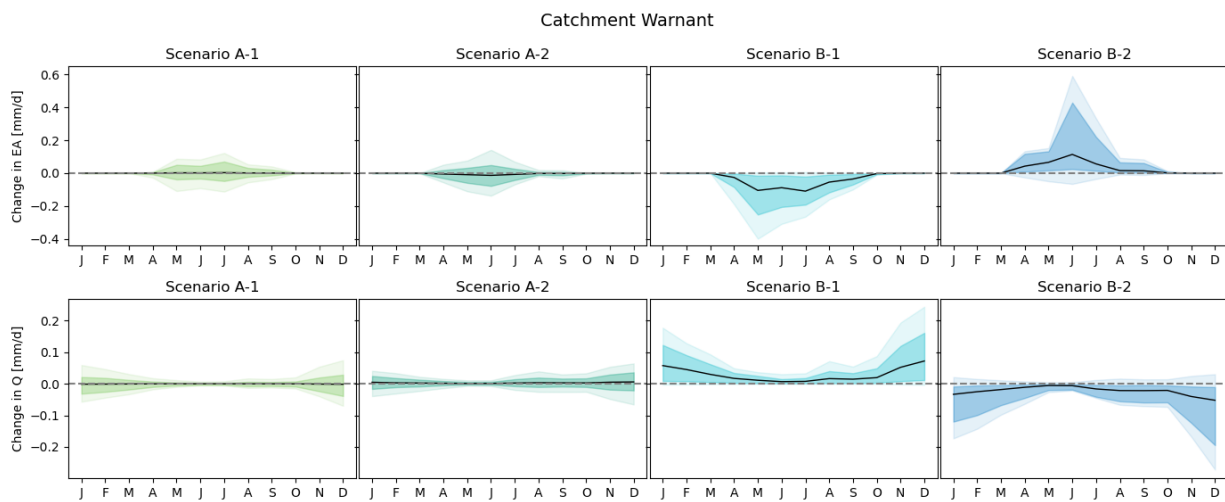 Catchment Warnant
Scenario A-1 Scenario A-2 Scenario B-1 Scenario B-2
Change in EA [mm/d]
0.6
0.4
0.2
0.0
−0.2
−0.4
J F M A M J J A S O N D J F M A M J J A S O N D J F M A M J J A S O N D J F M A M J J A S O N D
Scenario A-1 Scenario A-2 Scenario B-1 Scenario B-2
Change in Q [mm/d]
0.2
0.1
0.0
−0.1
−0.2
J F M A M J J A S O N D J F M A M J J A S O N D J F M A M J J A S O N D J F M A M J J A S O N D